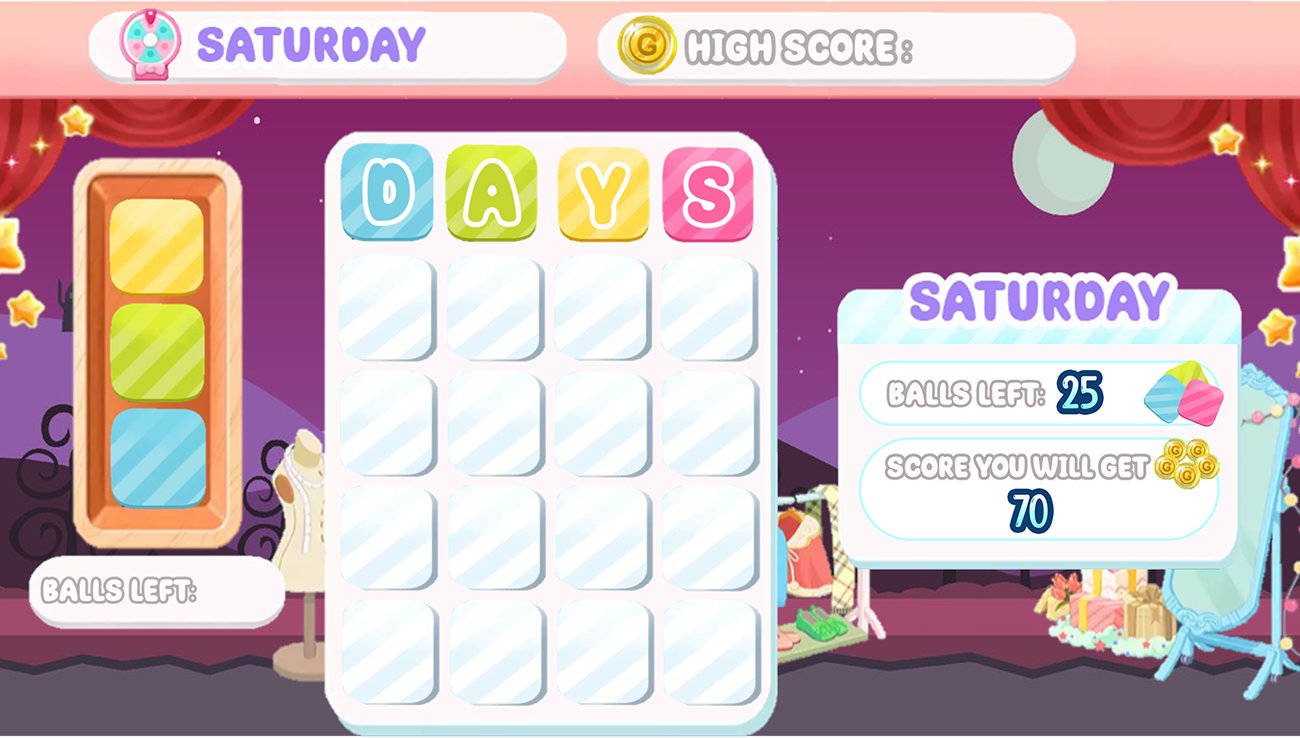 SATURDAY
G HIGH SCORE:
D A Y S
SATURDAY
BALLS LEFT: 25
SCORE YOU WILL GET
70
BALLS LEFT: